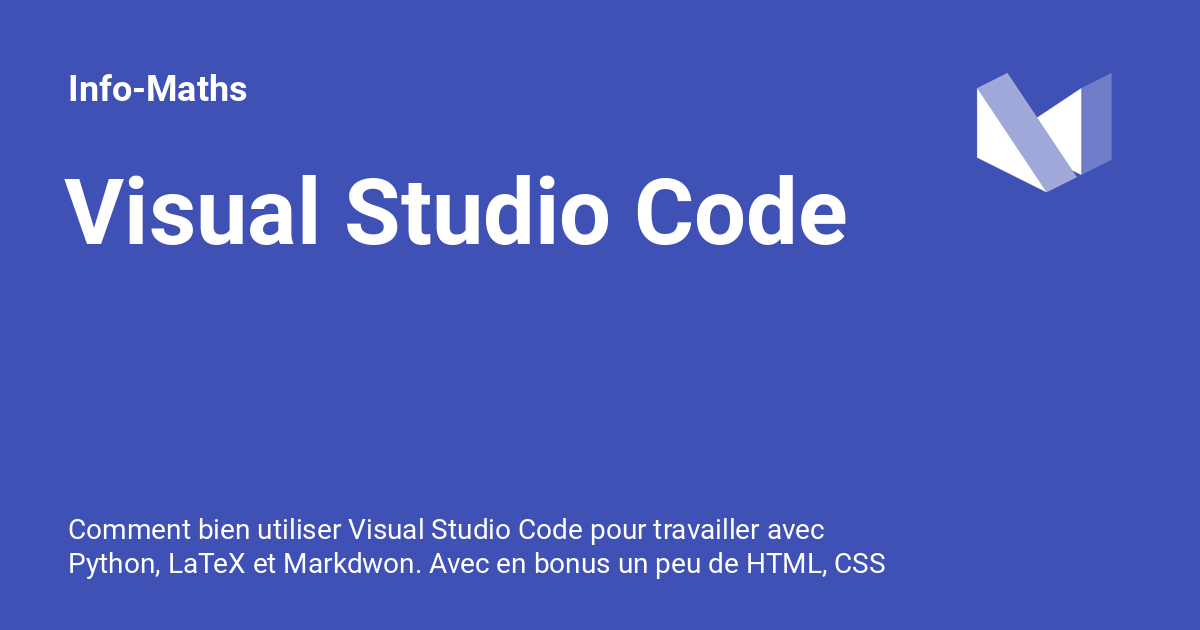 Info-Maths
Visual Studio Code
Comment bien utiliser Visual Studio Code pour travailler avec
Python, LaTeX et Markdwon. Avec en bonus un peu de HTML, CSS